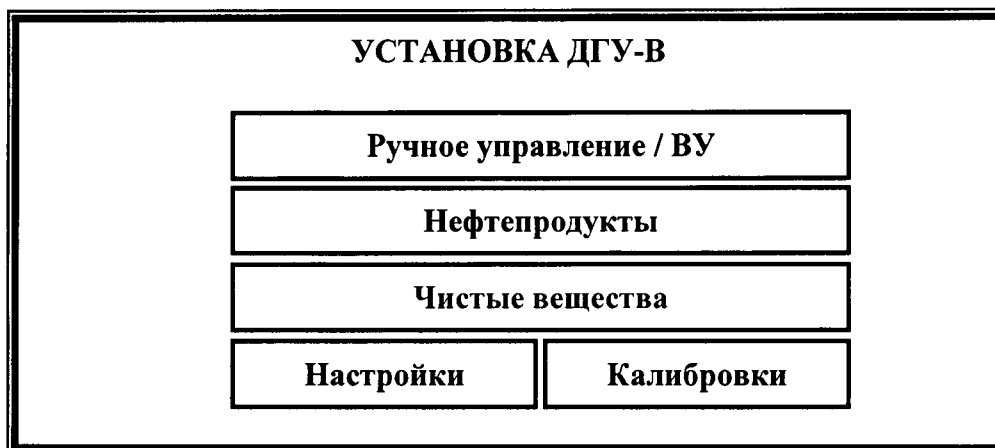 УСТАНОВКА ДГУ-В
Ручное управление / ВУ
Нефтепродукты
Чистые вещества
Настройки Калибровки